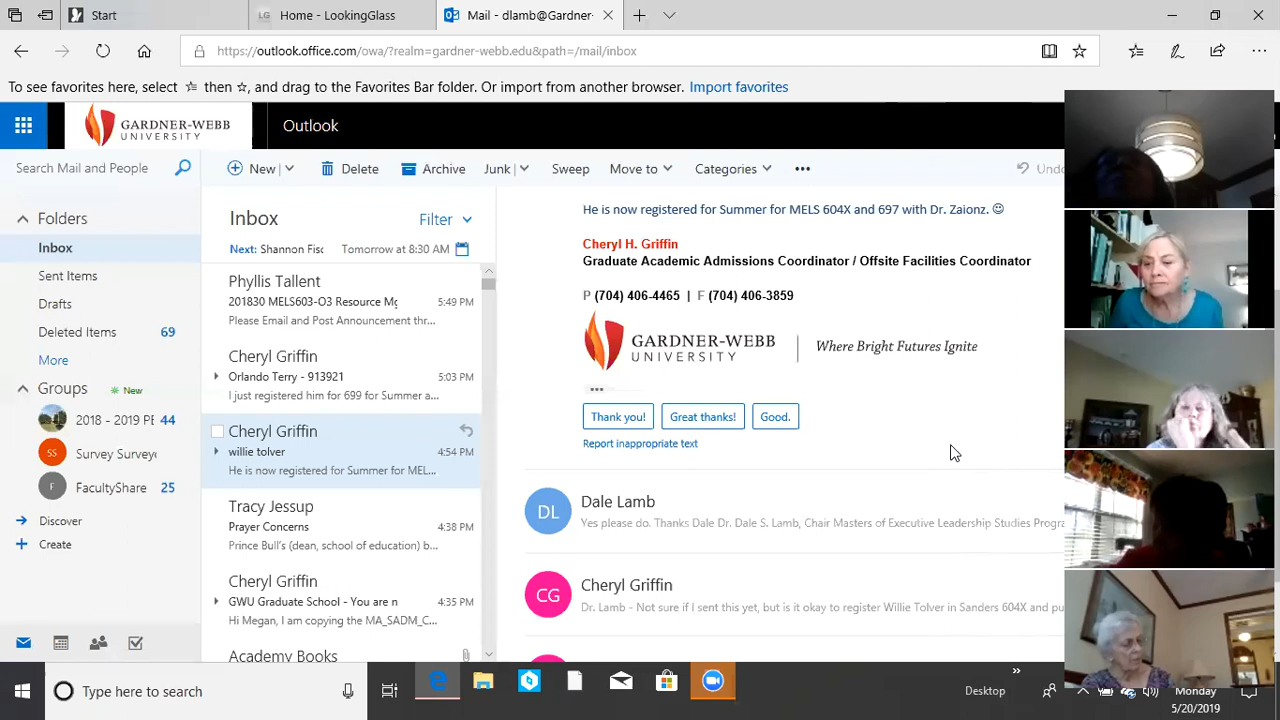 Start
Home - LookingGlass
Mail - dlamb@Gardner-
https://outlook.office.com/owa/?realm=gardner-webb.edu&path=/mail/inbox
To see favorites here, select then, and drag to the Favorites Bar folder. Or import from another browser. Import favorites
GARDNER-WEBB
UNIVERSITY
Outlook
Search Mail and People
New
Delete
Archive
Junk
Sweep
Move to
Categories
Undo
Folders
Inbox
Sent Items
Drafts
Deleted Items 69
More
Groups New
2018 - 2019 PE 44
SS Survey Surveyo
F FacultyShare 25
Discover
Create
Inbox Filter
Next: Shannon Fisc Tomorrow at 8:30 AM
Phyllis Tallent
201830 MELS603-O3 Resource Mg 5:49 PM
Please Email and Post Announcement thr...
Cheryl Griffin
Orlando Terry - 913921 5:03 PM
I just registered him for 699 for Summer a...
Cheryl Griffin
willie tolver 4:54 PM
He is now registered for Summer for MEL...
Tracy Jessup
Prayer Concerns 4:38 PM
Prince Bull's (dean, school of education) b...
Cheryl Griffin
GWU Graduate School - You are n 4:35 PM
Hi Megan, I am copying the MA_SADM_C...
Academy Books
He is now registered for Summer for MELS 604X and 697 with Dr. Zaionz. ☺
Cheryl H. Griffin
Graduate Academic Admissions Coordinator / Offsite Facilities Coordinator
P (704) 406-4465 | F (704) 406-3859
GARDNER-WEBB
UNIVERSITY
Where Bright Futures Ignite
Thank you!
Great thanks!
Good.
Report inappropriate text
DL
Dale Lamb
Yes please do. Thanks Dale Dr. Dale S. Lamb, Chair Masters of Executive Leadership Studies Progra
CG
Cheryl Griffin
Dr. Lamb - Not sure if I sent this yet, but is it okay to register Willie Tolver in Sanders 604X and pu
Type here to search
Desktop
Monday
5/20/2019